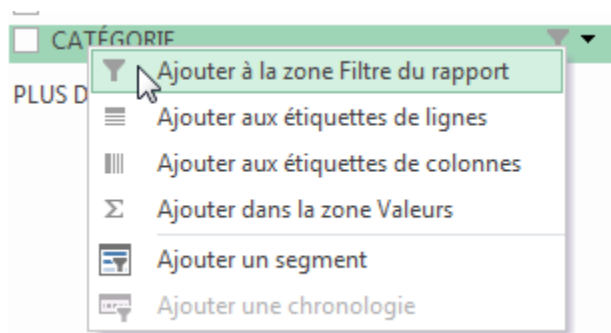 CATÉGORIE
Ajouter à la zone Filtre du rapport
PLUS D
Ajouter aux étiquettes de lignes
Ajouter aux étiquettes de colonnes
Σ Ajouter dans la zone Valeurs
Ajouter un segment
Ajouter une chronologie